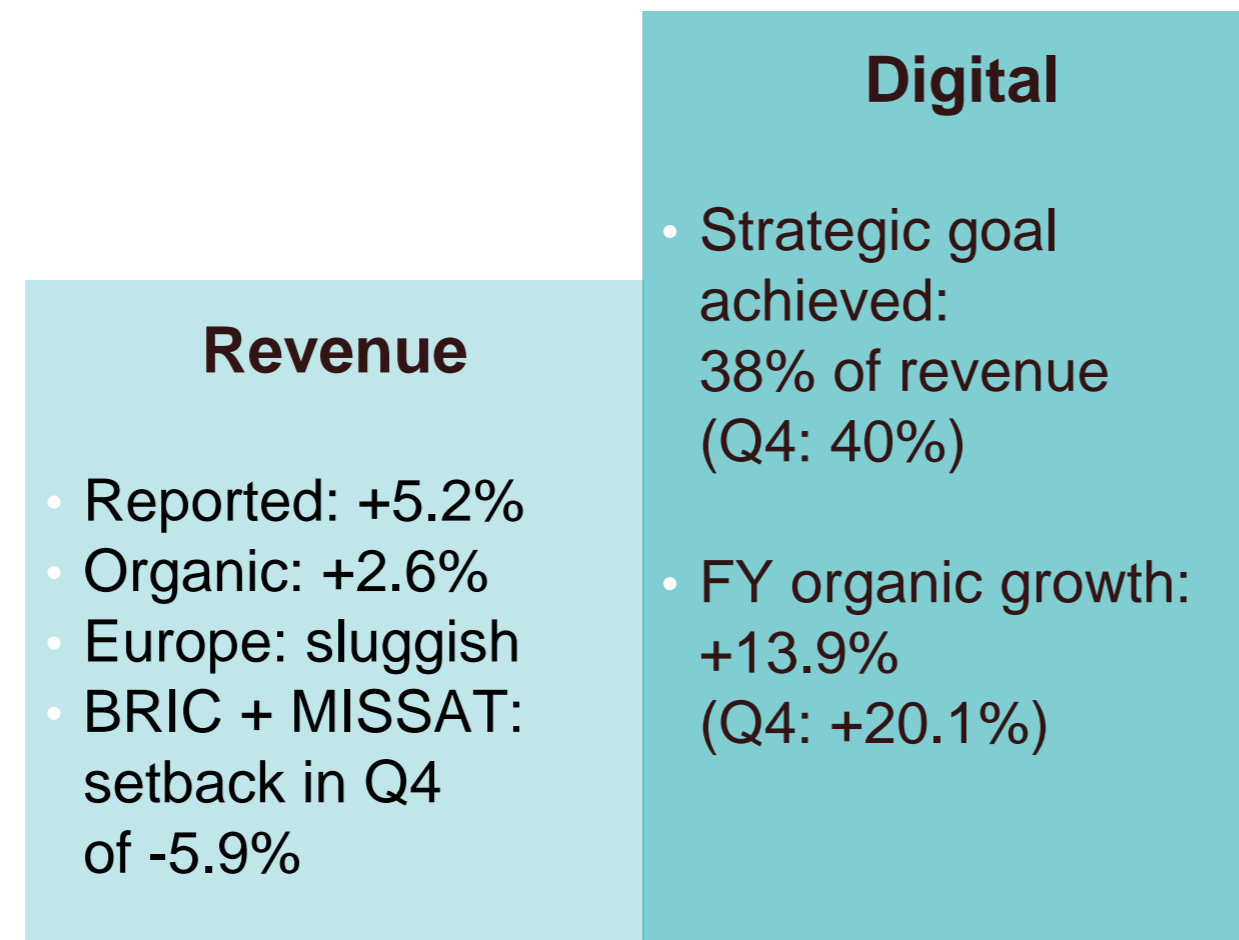 Revenue
• Reported: +5.2%
• Organic: +2.6%
• Europe: sluggish
• BRIC + MISSAT:
setback in Q4
of -5.9%
Digital
• Strategic goal
achieved:
38% of revenue
(Q4: 40%)
• FY organic growth:
+13.9%
(Q4: +20.1%)